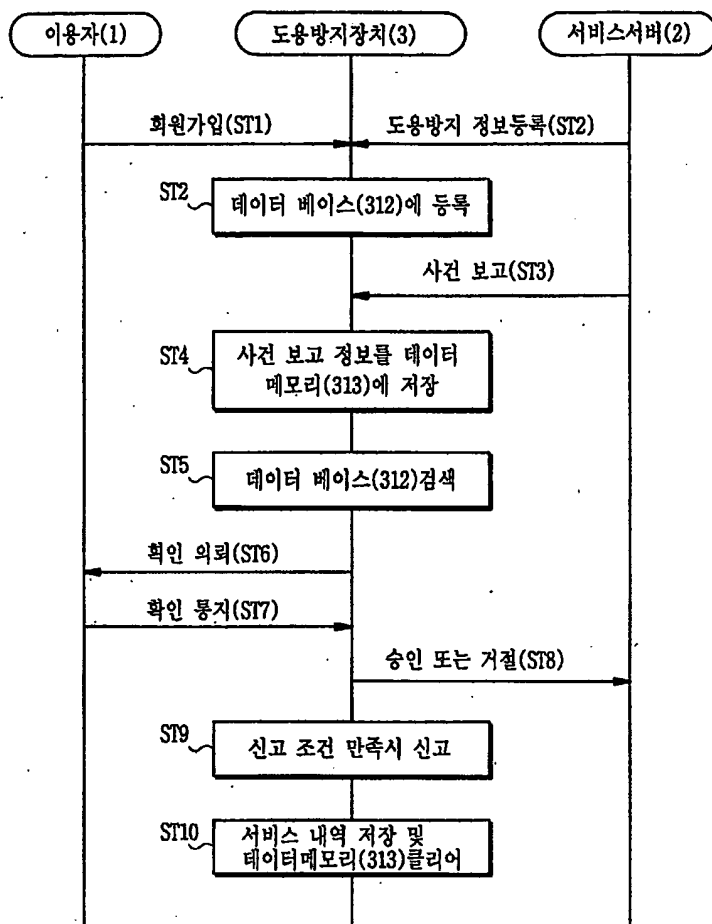 이용자(1)
도용방지장치(3)
서비스서버(2)
회원가입(ST1)
도용방지 정보등록(ST2)
ST2
데이터 베이스(312)에 등록
사건 보고(ST3)
ST4
사건 보고 정보를 데이터
메모리(313)에 저장
ST5
데이터 베이스(312)검색
확인 의뢰(ST6)
확인 통지(ST7)
승인 또는 거절(ST8)
ST9
신고 조건 만족시 신고
ST10
서비스 내역 저장 및
데이터메모리(313)클리어